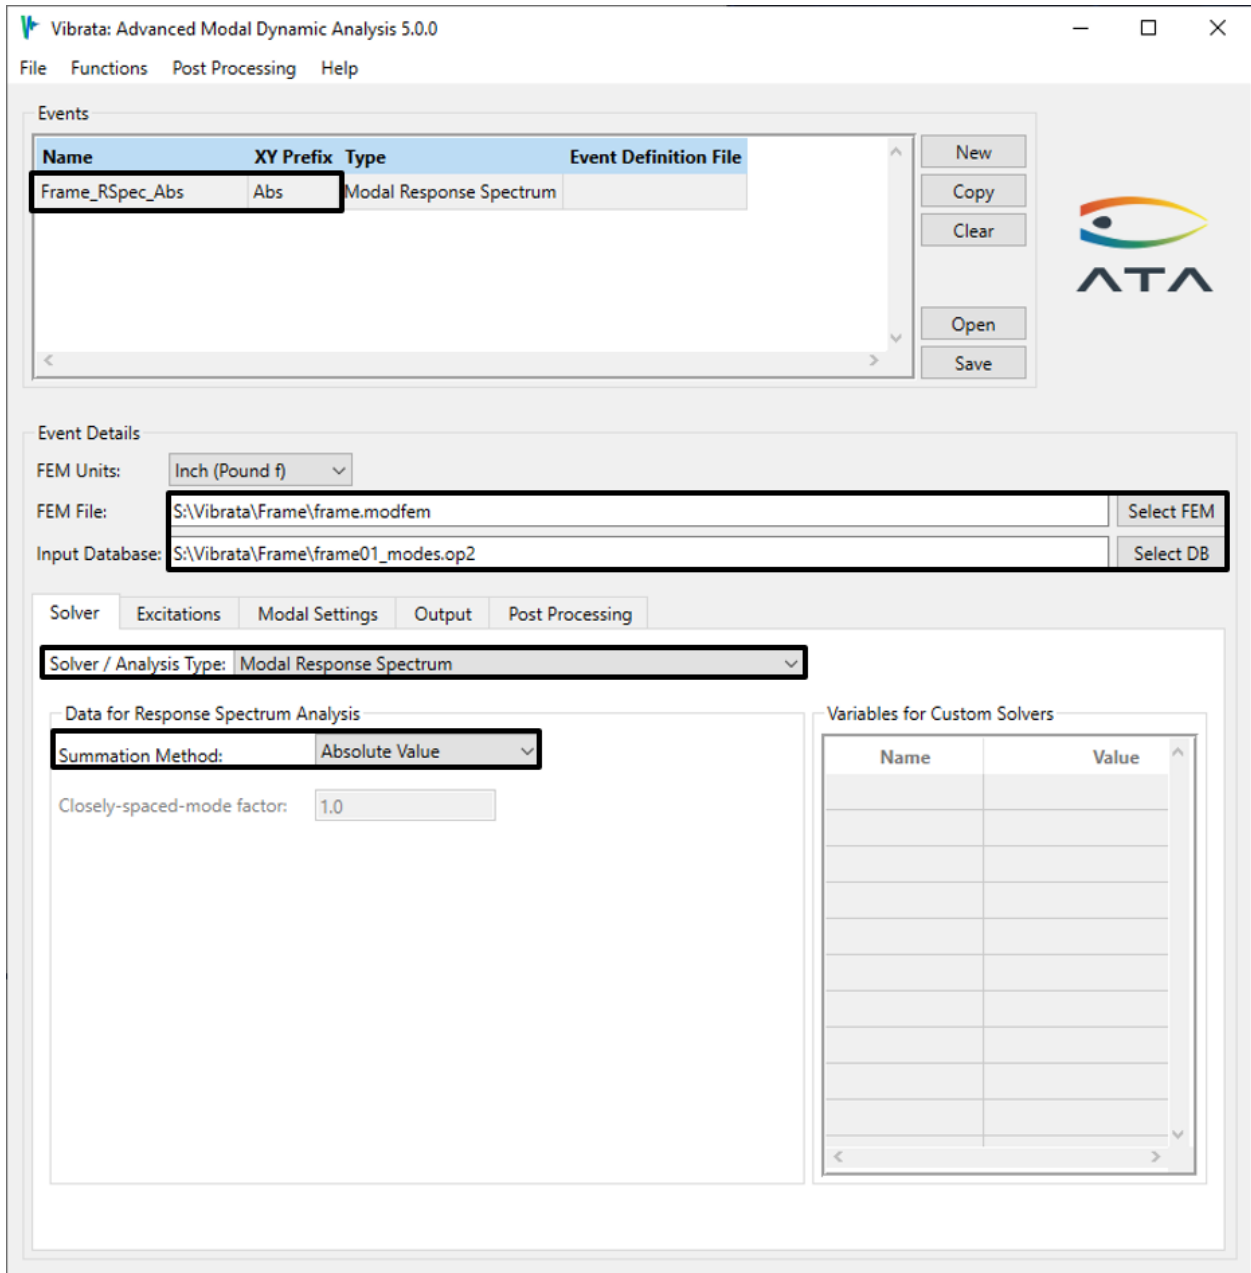 Vibrata: Advanced Modal Dynamic Analysis 5.0.0
File Functions Post Processing Help
Events
Name XY Prefix Type Event Definition File
Frame_RSpec_Abs Abs Modal Response Spectrum
New
Copy
Clear
Open
Save
ATA
Event Details
FEM Units: Inch (Pound f)
FEM File: S:\Vibrata\Frame\frame.modfem Select FEM
Input Database: S:\Vibrata\Frame\frame01_modes.op2 Select DB
Solver Excitations Modal Settings Output Post Processing
Solver / Analysis Type: Modal Response Spectrum
Data for Response Spectrum Analysis
Summation Method: Absolute Value
Closely-spaced-mode factor: 1.0
Variables for Custom Solvers
Name Value